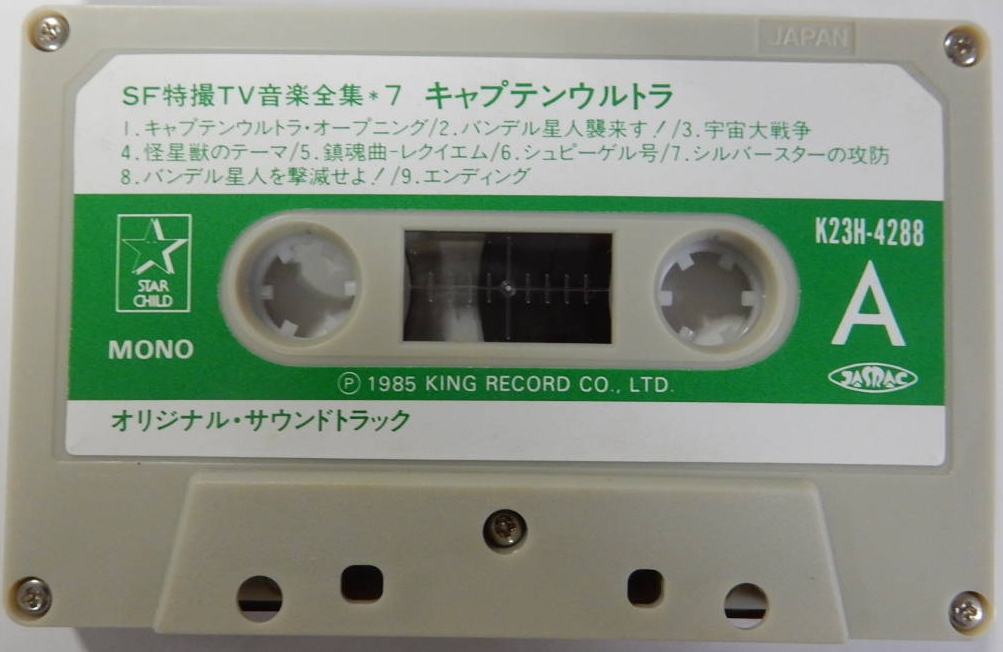 JAPAN
SF特撮TV音楽全集*7 キャプテンウルトラ
1.キャプテンウルトラ・オープニング/2.バンデル星人襲来す!/3.宇宙大戦争
4.怪星獣のテーマ/5.鎮魂曲-レクイエム/6.シュピーゲル号/7.シルバースターの攻防
8.バンデル星人を撃滅せよ!/9.エンディング
K23H-4288
STAR
CHILD
A
MONO
JASRAC
Ⓟ 1985 KING RECORD CO., LTD.
オリジナル・サウンドトラック